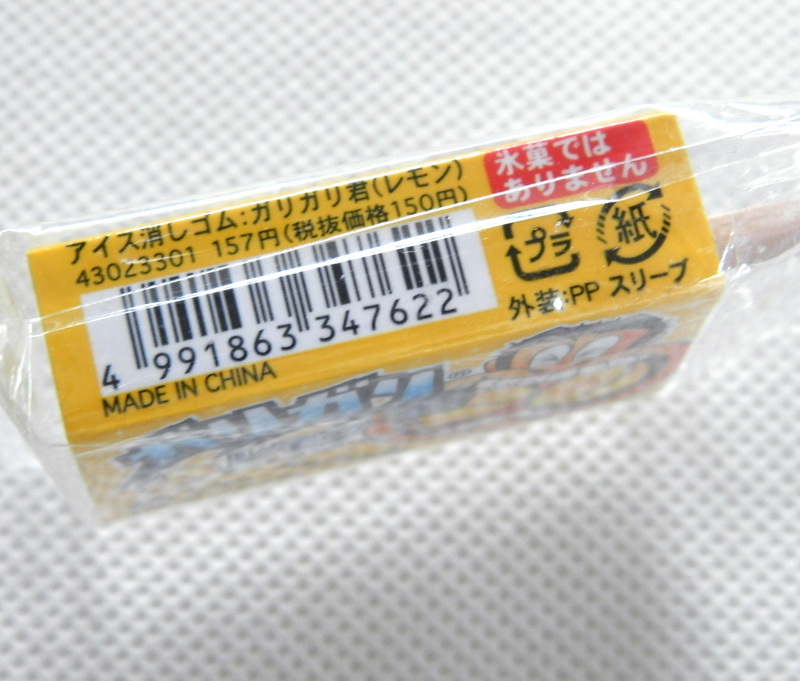 アイス消しゴム:ガリガリ君(レモン)
43023301 157円(税抜価格150円)
4 991863 347622
MADE IN CHINA
氷菓では
ありません
プラ
紙
外装:PP スリーブ